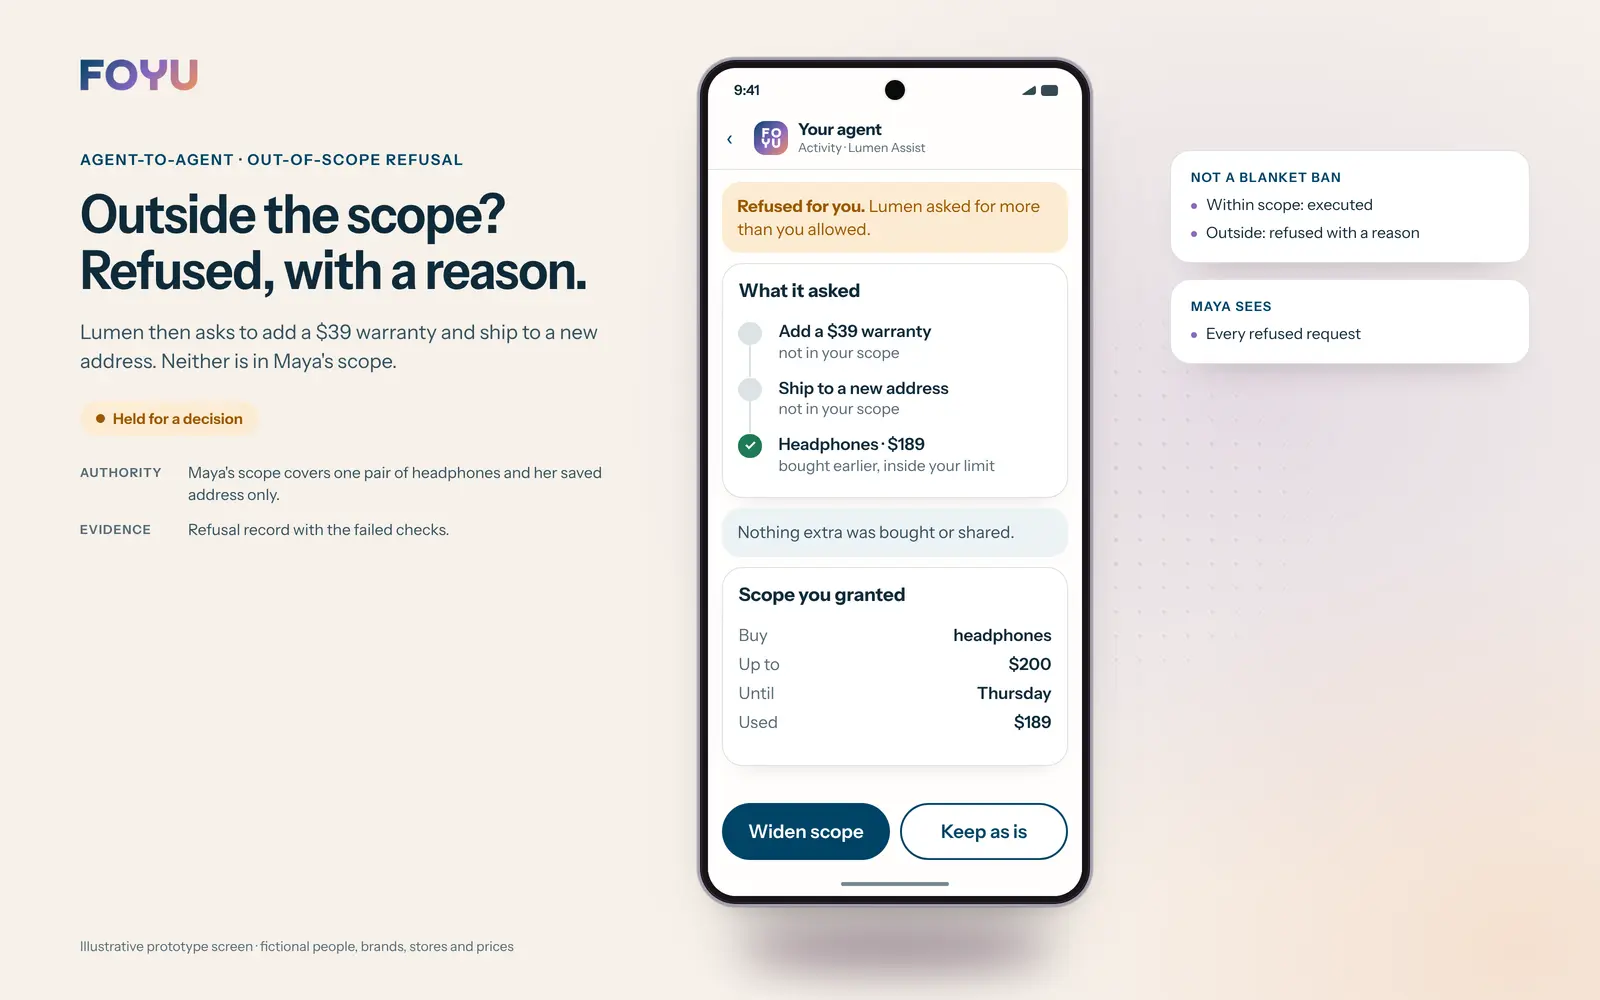 FOYU
AGENT-TO-AGENT · OUT-OF-SCOPE REFUSAL
Outside the scope?
Refused, with a reason.
Lumen then asks to add a $39 warranty and ship to a new
address. Neither is in Maya's scope.
Held for a decision
AUTHORITY
Maya's scope covers one pair of headphones and her saved
address only.
EVIDENCE
Refusal record with the failed checks.
Illustrative prototype screen · fictional people, brands, stores and prices
9:41
‹
FO
YU
Your agent
Activity · Lumen Assist
Refused for you. Lumen asked for more
than you allowed.
What it asked
Add a $39 warranty
not in your scope
Ship to a new address
not in your scope
Headphones · $189
bought earlier, inside your limit
Nothing extra was bought or shared.
Scope you granted
Buy headphones
Up to $200
Until Thursday
Used $189
Widen scope
Keep as is
NOT A BLANKET BAN
Within scope: executed
Outside: refused with a reason
MAYA SEES
Every refused request